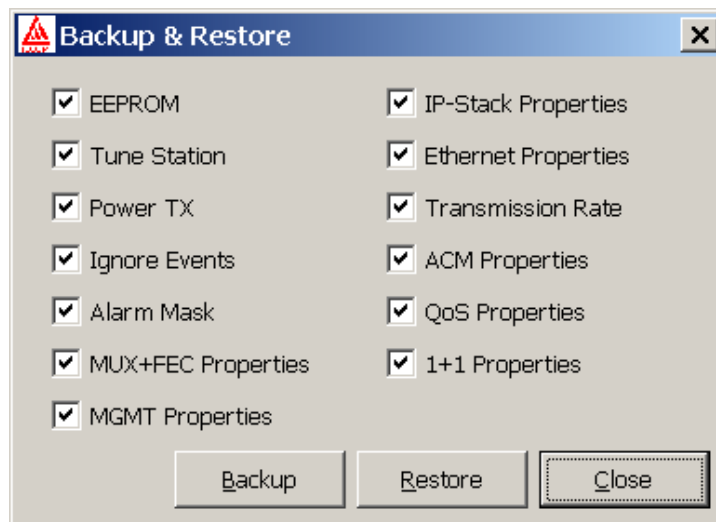 Backup & Restore
EEPROM
Tune Station
Power TX
Ignore Events
Alarm Mask
MUX+FEC Properties
MGMT Properties
IP-Stack Properties
Ethernet Properties
Transmission Rate
ACM Properties
QoS Properties
1+1 Properties
Backup
Restore
Close